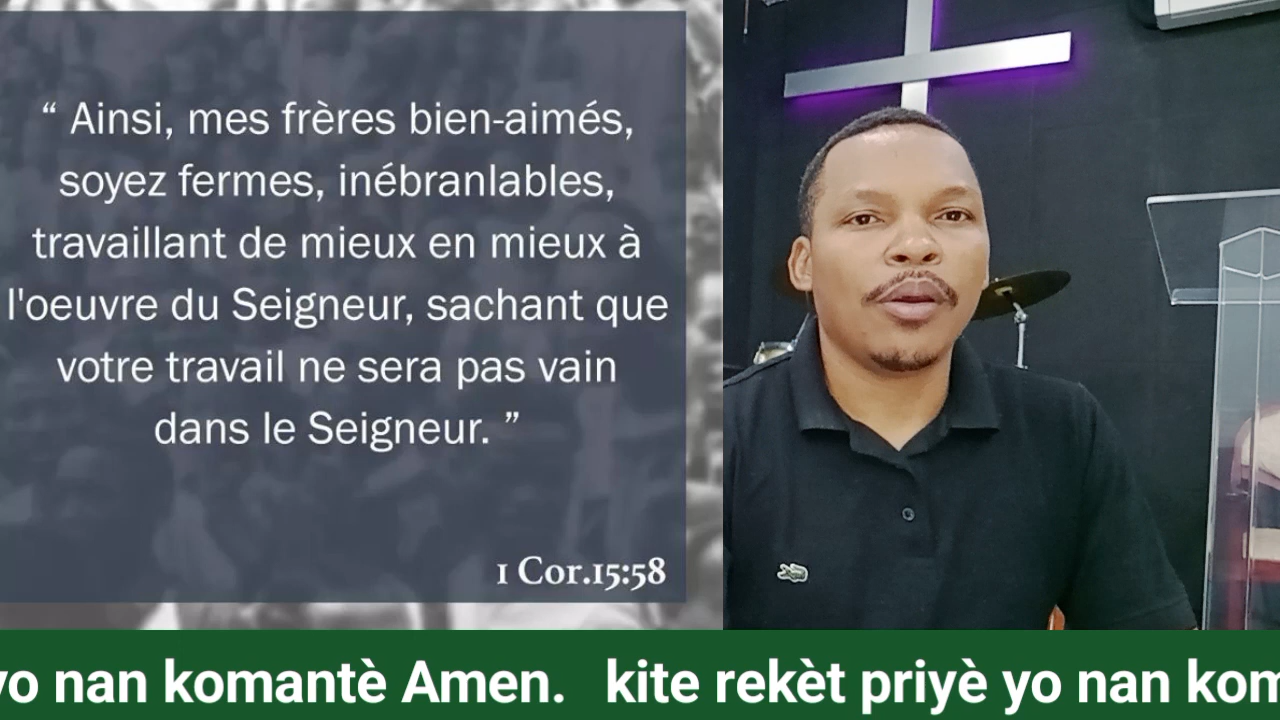 “ Ainsi, mes frères bien-aimés,
soyez fermes, inébranlables,
travaillant de mieux en mieux à
l'oeuvre du Seigneur, sachant que
votre travail ne sera pas vain
dans le Seigneur. ”
1 Cor.15:58
yo nan komantè Amen. kite rekèt priyè yo nan kom